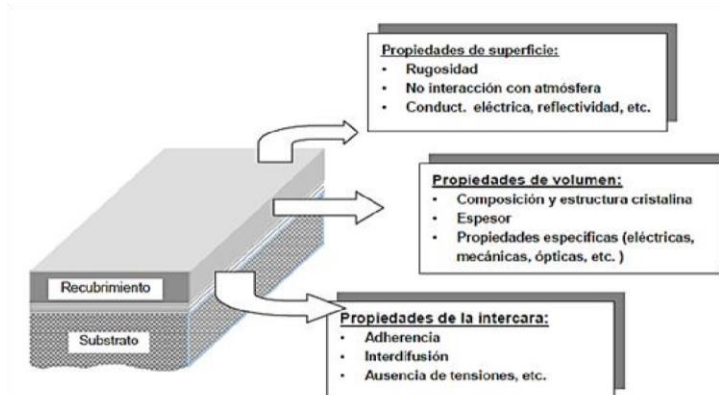 Propiedades de superficie:
• Rugosidad
• No interacción con atmósfera
• Conduct. eléctrica, reflectividad, etc.
Propiedades de volumen:
• Composición y estructura cristalina
• Espesor
• Propiedades específicas (eléctricas,
mecánicas, ópticas, etc. )
Recubrimiento
Substrato
Propiedades de la intercara:
• Adherencia
• Interdifusión
• Ausencia de tensiones, etc.